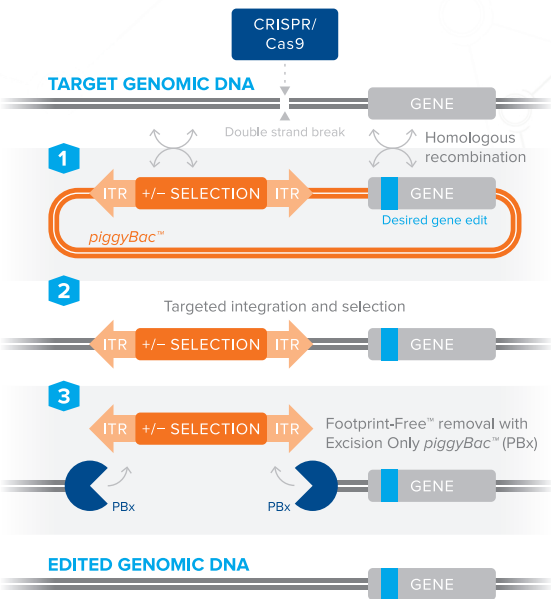 CRISPR/
Cas9
TARGET GENOMIC DNA
GENE
Double strand break
Homologous
recombination
1
ITR
+/− SELECTION
ITR
GENE
Desired gene edit
piggyBac™
2
Targeted integration and selection
ITR
+/− SELECTION
ITR
GENE
3
ITR
+/− SELECTION
ITR
Footprint-Free™ removal with
Excision Only piggyBac™ (PBx)
PBx
PBx
GENE
EDITED GENOMIC DNA
GENE